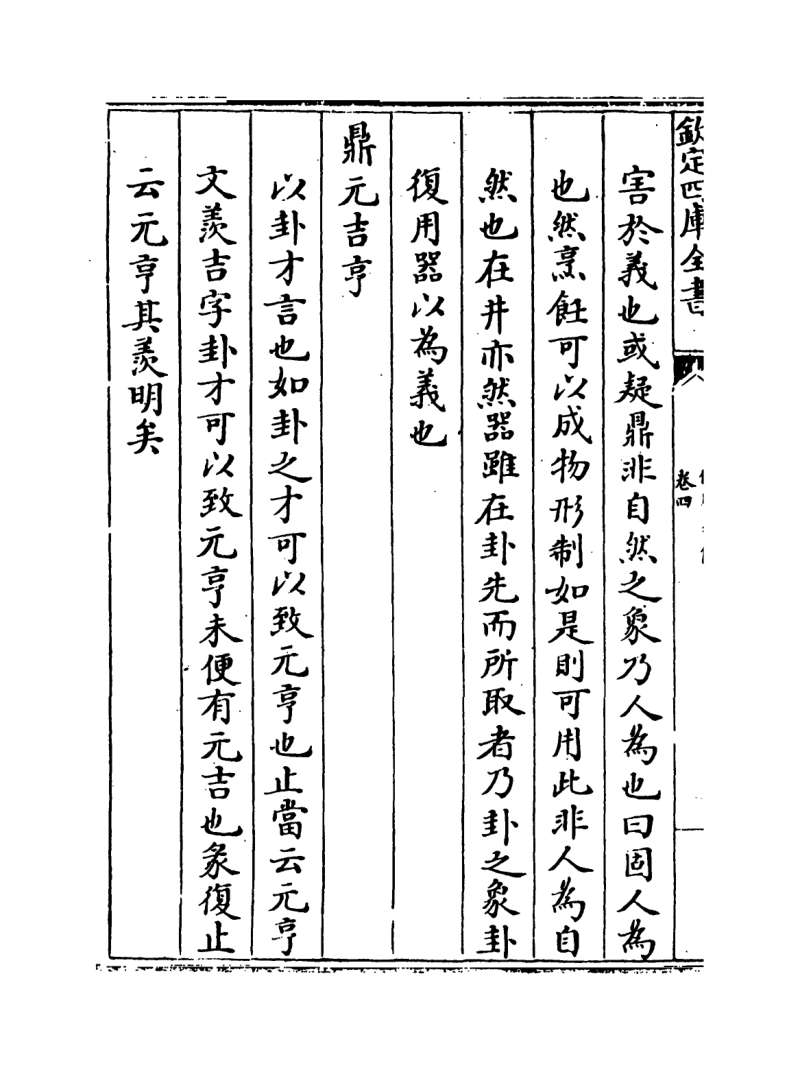 欽定四庫全書
卷四
害於義也或疑鼎非自然之象乃人為也曰固人為
也然烹飪可以成物形制如是則可用此非人為自
然也在井亦然器雖在卦先而所取者乃卦之象卦
復用器以為義也
鼎元吉亨
以卦才言也如卦之才可以致元亨也止當云元亨
文羨吉字卦才可以致元亨未便有元吉也彖復止
云元亨其羨明矣